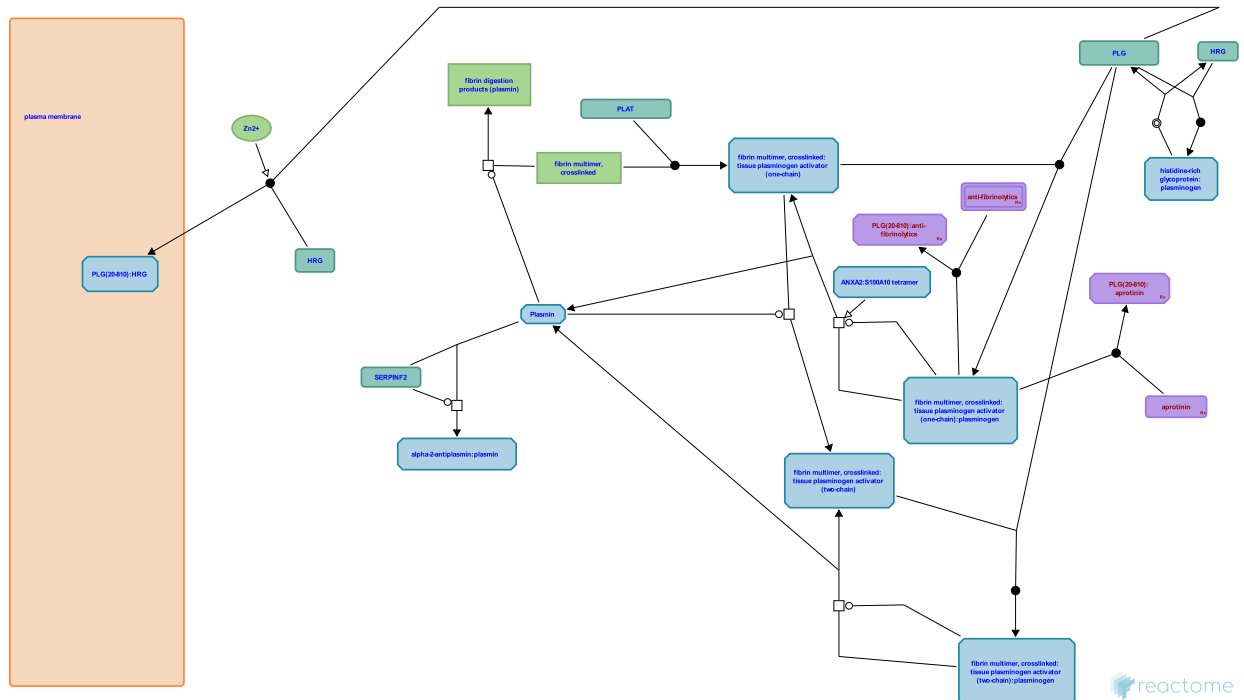 plasma membrane
Zn2+
PLG(20-810):HRG
HRG
fibrin digestion
products (plasmin)
PLAT
fibrin multimer,
crosslinked
fibrin multimer, crosslinked:
tissue plasminogen activator
(one-chain)
PLG
HRG
histidine-rich
glycoprotein:
plasminogen
anti-fibrinolytics
Rx
PLG(20-810):anti-
fibrinolytics
Rx
ANXA2:S100A10 tetramer
PLG(20-810):
aprotinin
Rx
Plasmin
SERPINF2
alpha-2-antiplasmin:plasmin
fibrin multimer, crosslinked:
tissue plasminogen activator
(one-chain):plasminogen
aprotinin
Rx
fibrin multimer, crosslinked:
tissue plasminogen activator
(two-chain)
fibrin multimer, crosslinked:
tissue plasminogen activator
(two-chain):plasminogen
reactome